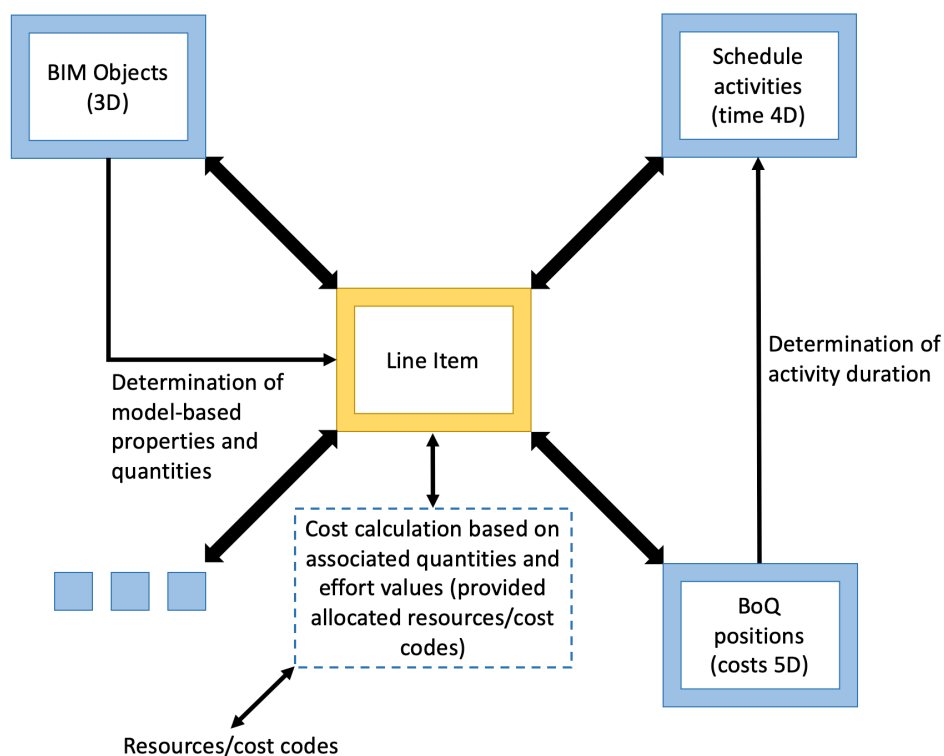 BIM Objects
(3D)
Schedule
activities
(time 4D)
Line Item
Determination of
activity duration
Determination of
model-based
properties and
quantities
Cost calculation based on
associated quantities and
effort values (provided
allocated resources/cost
codes)
BoQ
positions
(costs 5D)
Resources/cost codes